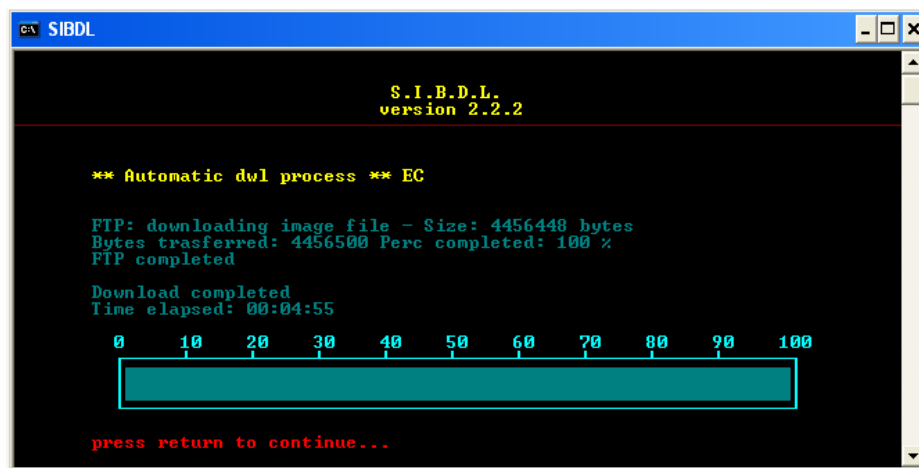 SIBDL
S.I.B.D.L.
version 2.2.2
** Automatic dwl process ** EC
FTP: downloading image file - Size: 4456448 bytes
Bytes trasferred: 4456500 Perc completed: 100 %
FTP completed
Download completed
Time elapsed: 00:04:55
0 10 20 30 40 50 60 70 80 90 100
press return to continue...